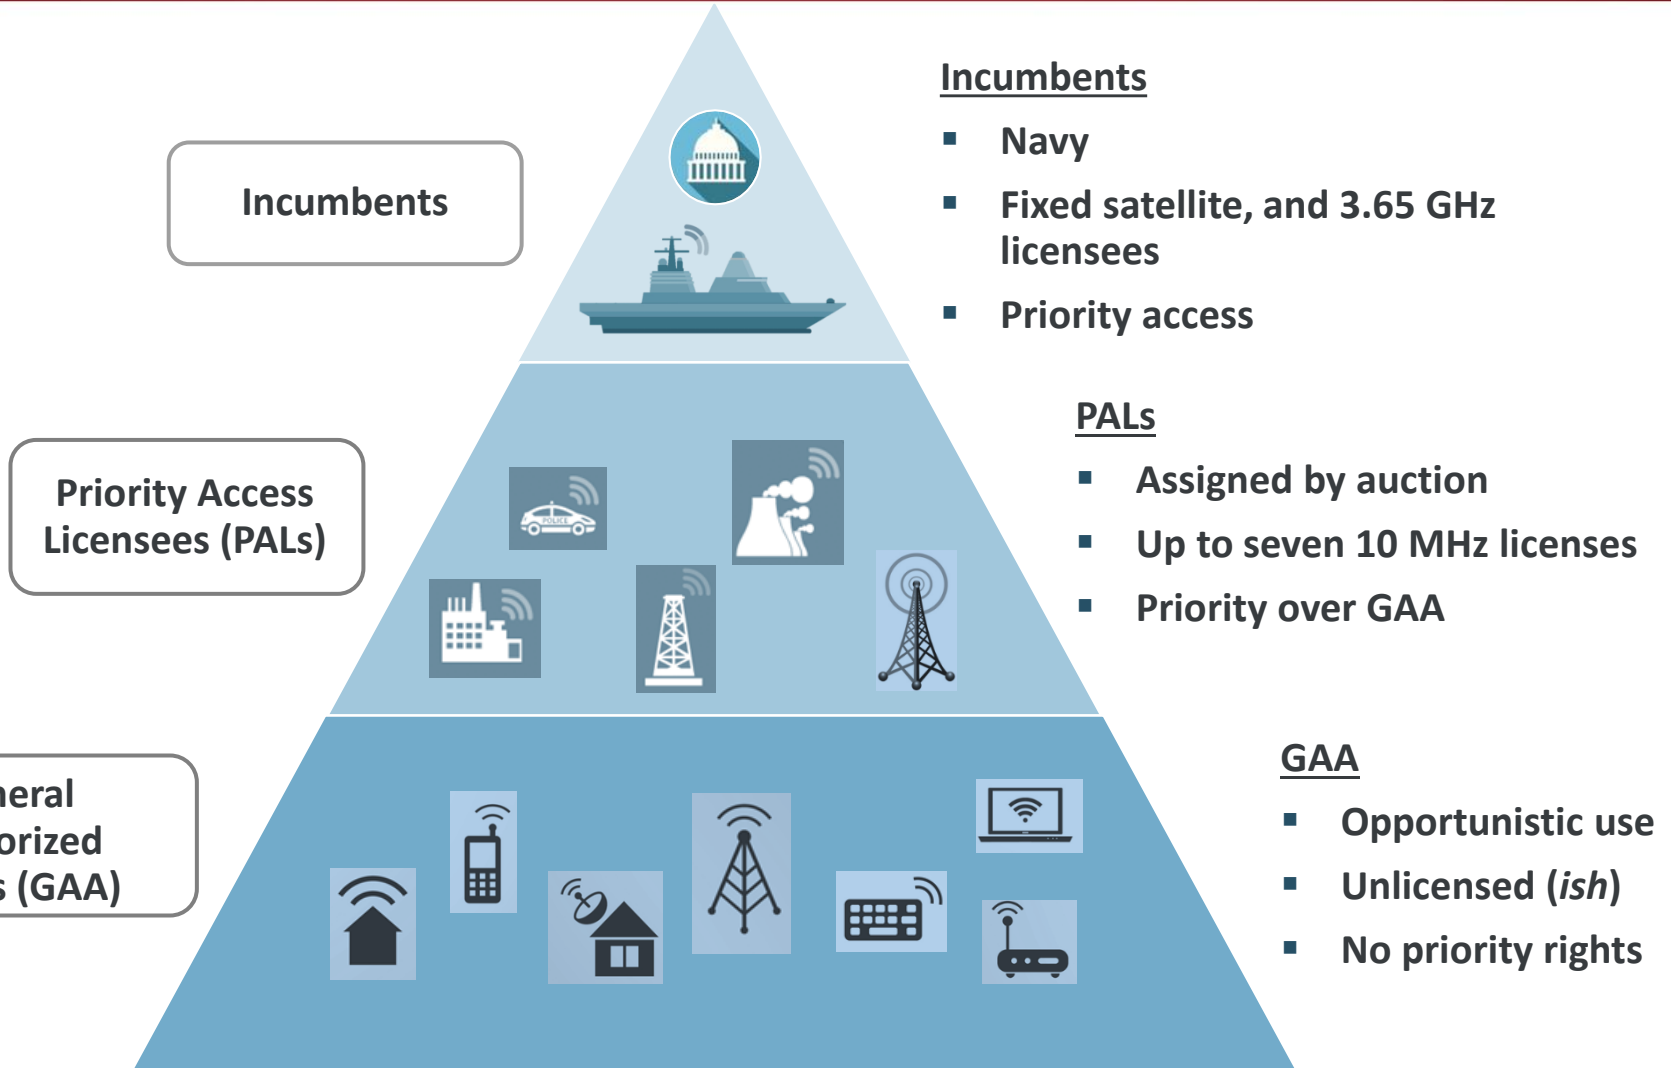 Incumbents
Incumbents
▪ Navy
▪ Fixed satellite, and 3.65 GHz
licensees
▪ Priority access
Priority Access
Licensees (PALs)
POLICE
PALs
▪ Assigned by auction
▪ Up to seven 10 MHz licenses
▪ Priority over GAA
neral
orized
s (GAA)
GAA
▪ Opportunistic use
▪ Unlicensed (ish)
▪ No priority rights